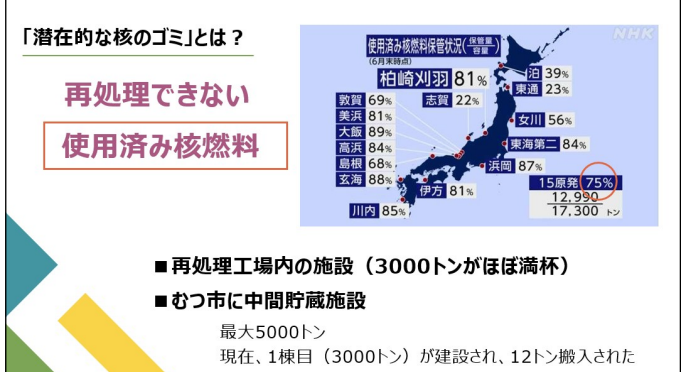 「潜在的な核のゴミ」とは？
再処理できない
使用済み核燃料
NHK
使用済み核燃料保管状況（保管量/容量）
（6月末時点）
柏崎刈羽 81%
泊 39%
東通 23%
敦賀 69%
志賀 22%
美浜 81%
女川 56%
大飯 89%
高浜 84%
東海第二 84%
島根 68%
浜岡 87%
玄海 88%
伊方 81%
15原発 75%
12,990
17,300 トン
川内 85%
■再処理工場内の施設（3000トンがほぼ満杯）
■むつ市に中間貯蔵施設
最大5000トン
現在、1棟目（3000トン）が建設され、12トン搬入された